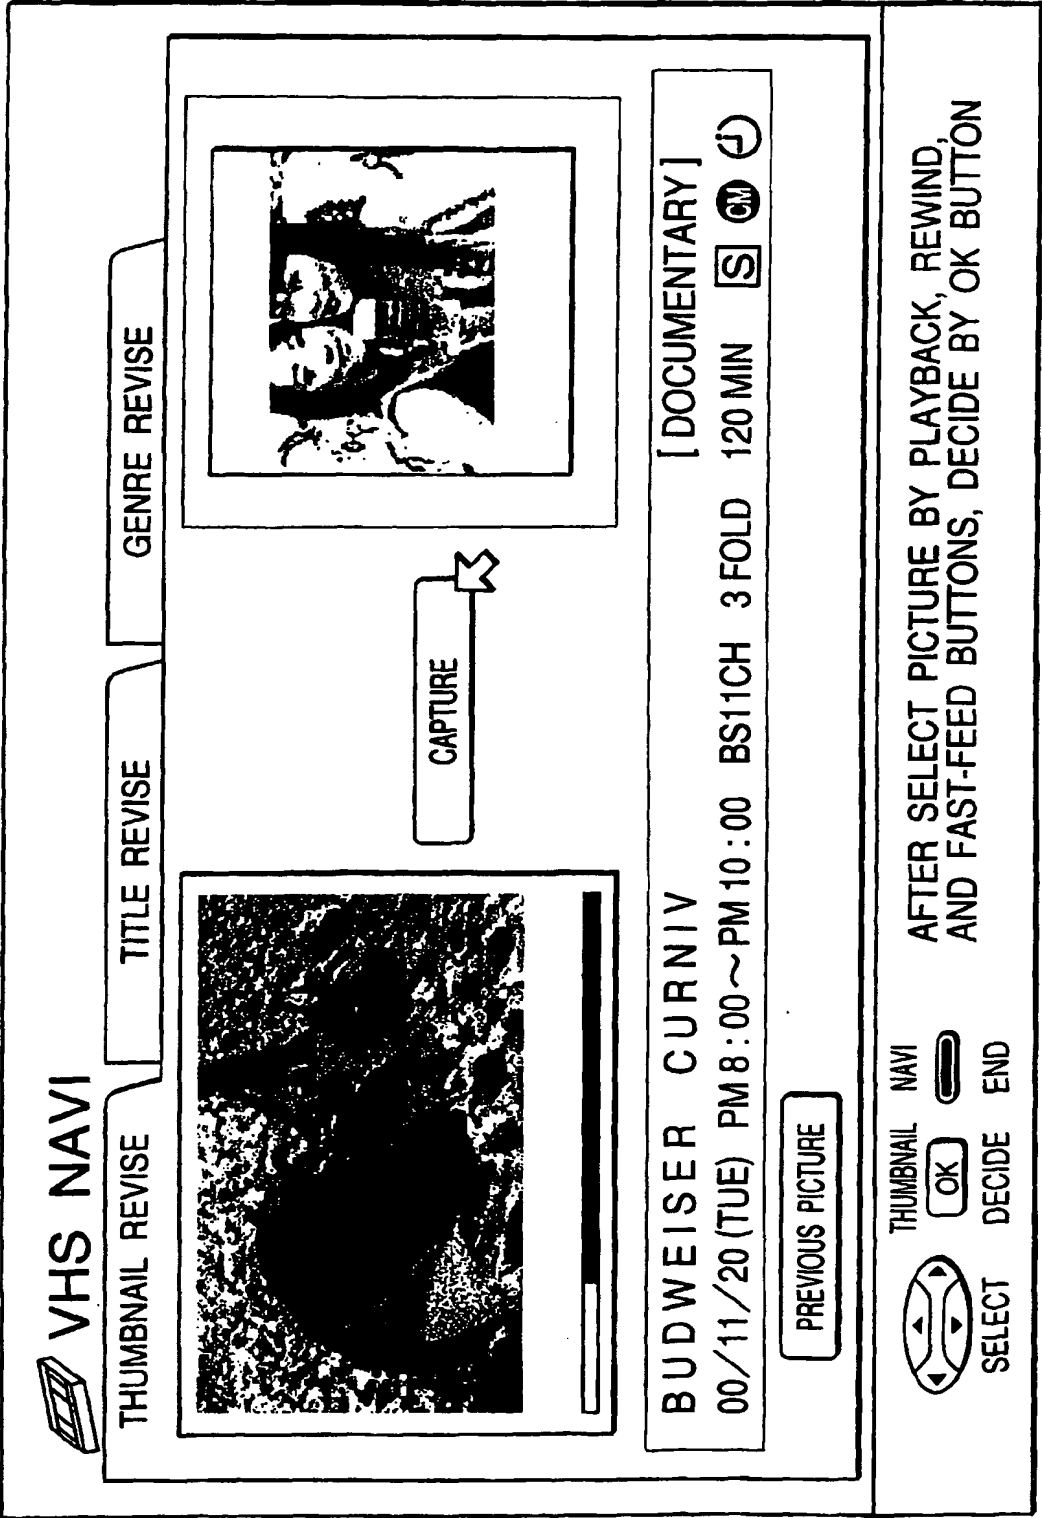 VHS NAVI
THUMBNAIL REVISE
TITLE REVISE
GENRE REVISE
CAPTURE
BUDWEISER CURNIV [DOCUMENTARY]
00/11/20 (TUE) PM 8:00~PM 10:00 BS11CH 3 FOLD 120 MIN S CM
PREVIOUS PICTURE
THUMBNAIL NAVI
OK
SELECT DECIDE END
AFTER SELECT PICTURE BY PLAYBACK, REWIND,
AND FAST-FEED BUTTONS, DECIDE BY OK BUTTON